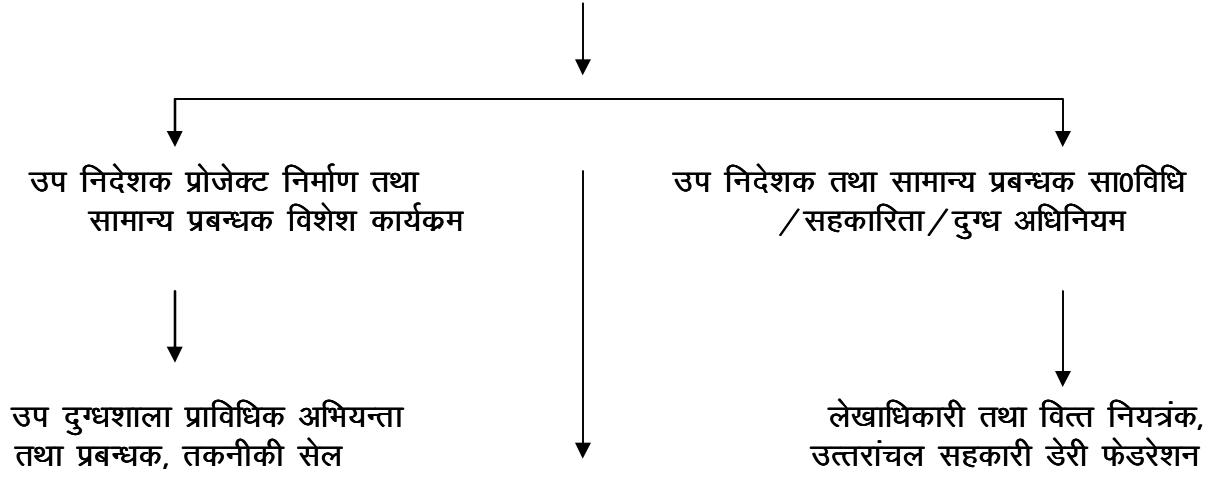 उप निदेशक प्रोजेक्ट निर्माण तथा
सामान्य प्रबन्धक विशेश कार्यक्रम
उप निदेशक तथा सामान्य प्रबन्धक सा0विधि
/सहकारिता/दुग्ध अधिनियम
उप दुग्धशाला प्राविधिक अभियन्ता
तथा प्रबन्धक, तकनीकी सेल
लेखाधिकारी तथा वित्त नियत्रंक,
उत्तरांचल सहकारी डेरी फेडरेशन